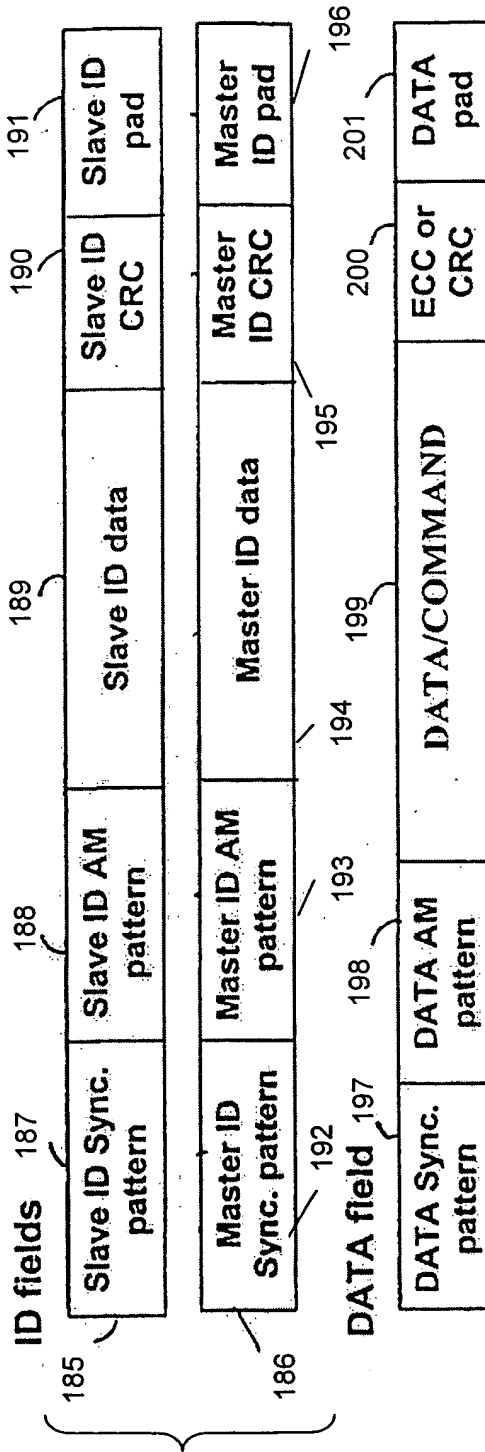 ID fields
187
188
189
190
191
185
Slave ID Sync. pattern
Slave ID AM pattern
Slave ID data
Slave ID CRC
Slave ID pad
186
Master ID Sync. pattern
Master ID AM pattern
Master ID data
Master ID CRC
Master ID pad
192
193
194
195
196
DATA field
197
198
199
200
201
DATA Sync. pattern
DATA AM pattern
DATA/COMMAND
ECC or CRC
DATA pad